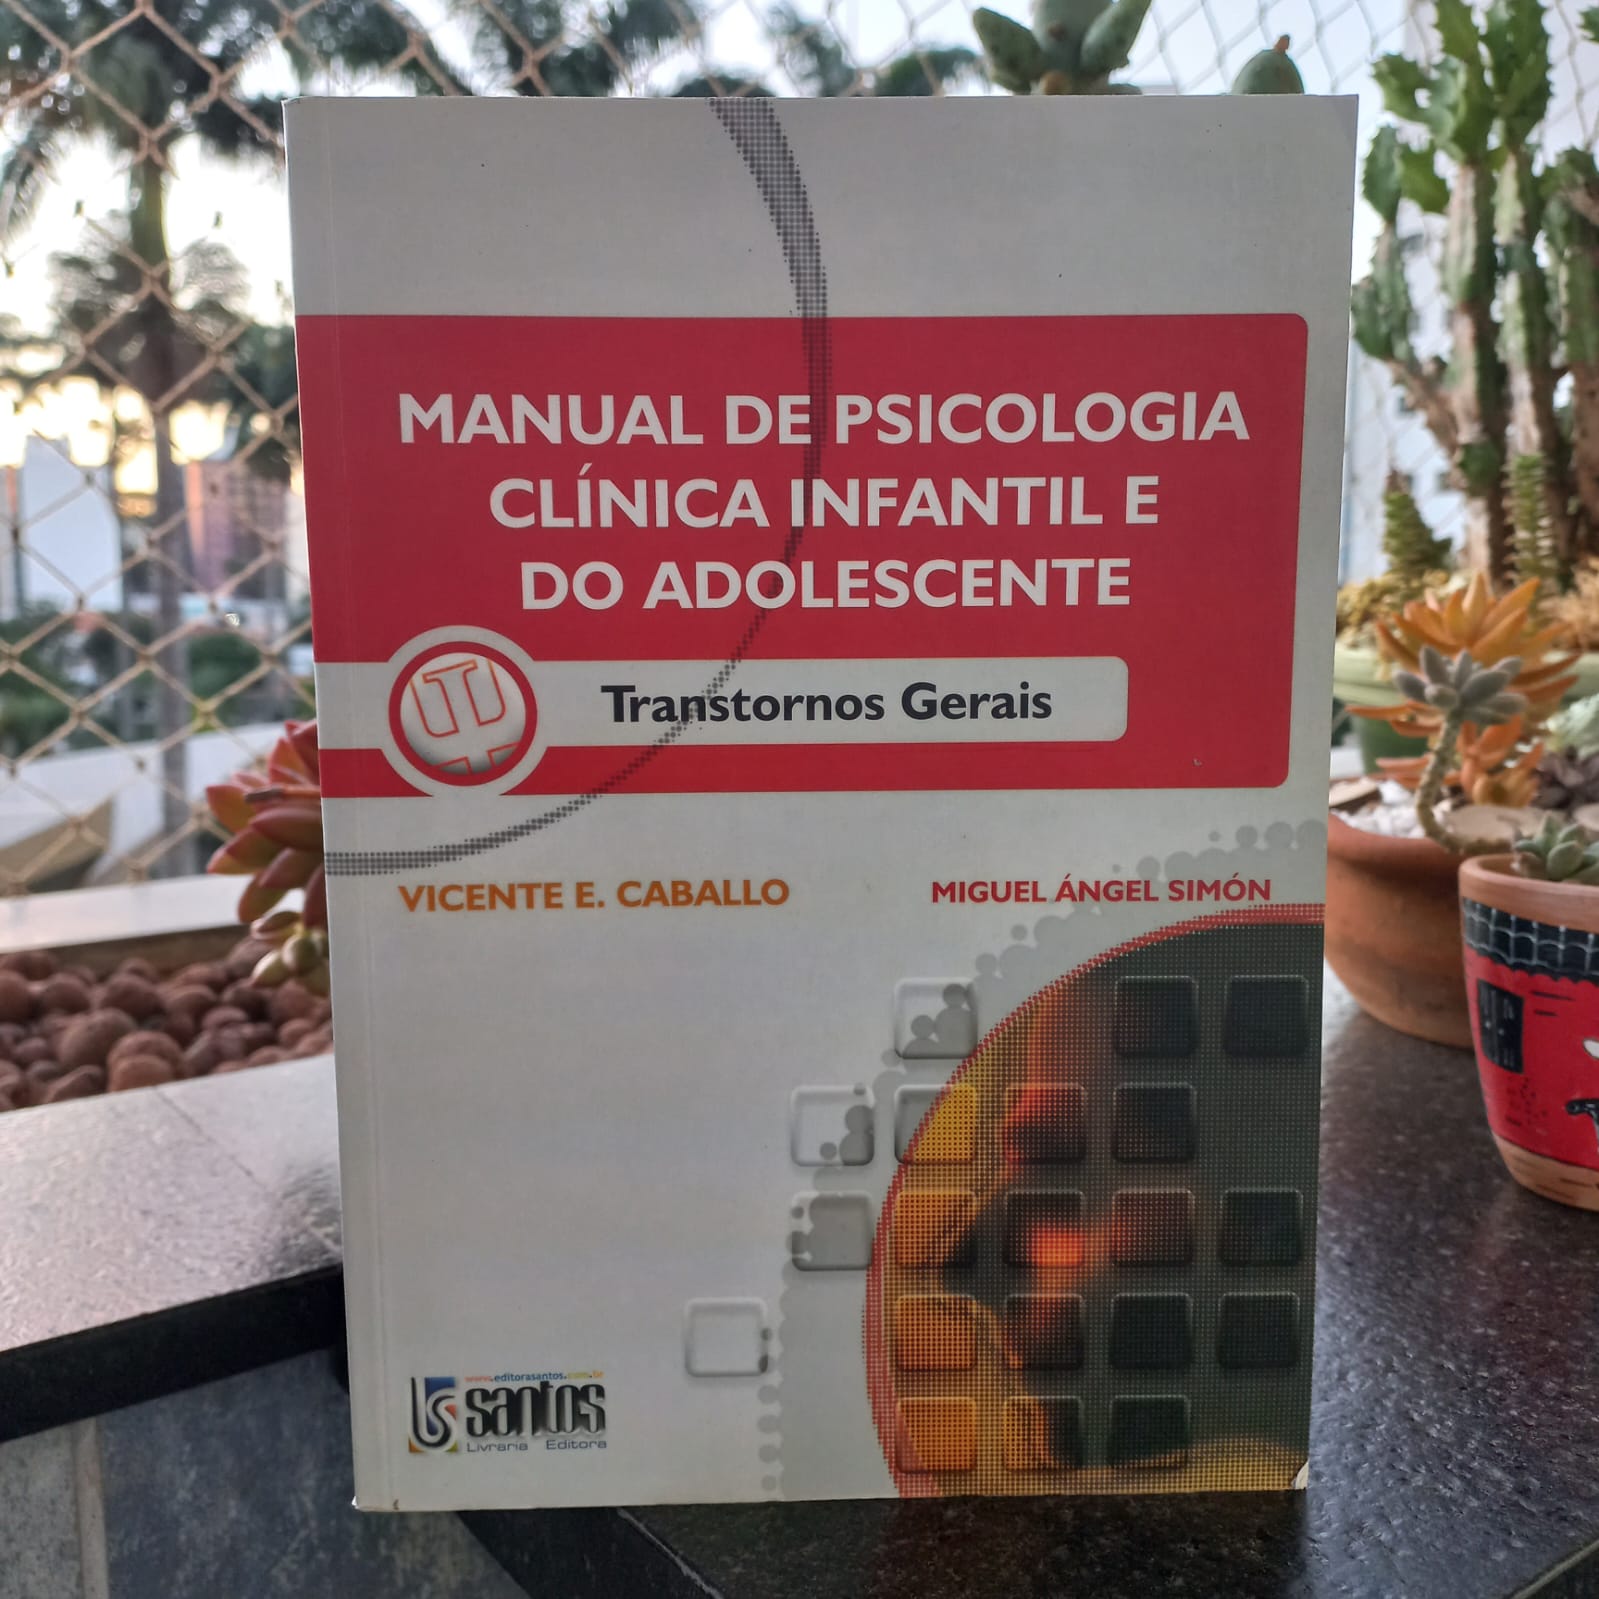 MANUAL DE PSICOLOGIA
CLÍNICA INFANTIL E
DO ADOLESCENTE
Transtornos Gerais
VICENTE E. CABALLO
MIGUEL ÁNGEL SIMÓN
www.editorasantos.com.br
santos
Livraria Editora